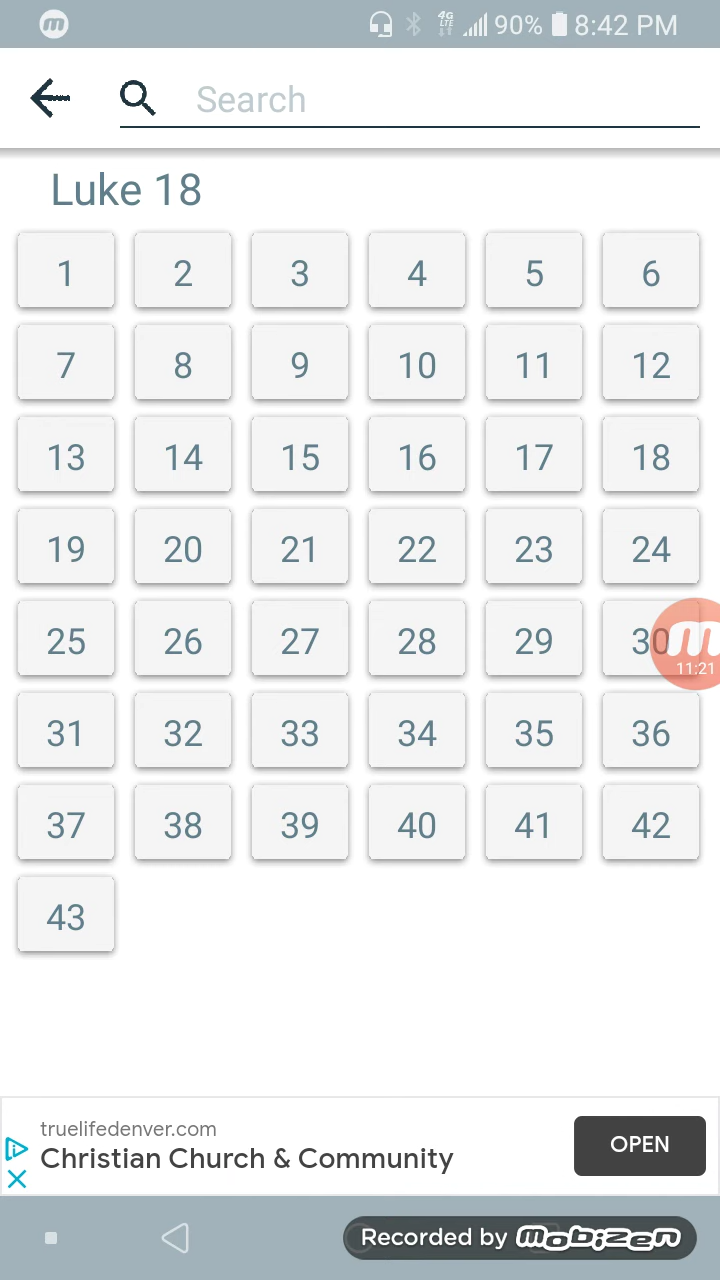 4G LTE 90% 8:42 PM
Search
Luke 18
1 2 3 4 5 6
7 8 9 10 11 12
13 14 15 16 17 18
19 20 21 22 23 24
25 26 27 28 29 30
11:21
31 32 33 34 35 36
37 38 39 40 41 42
43
truelifedenver.com
Christian Church & Community
OPEN
Recorded by mobizen